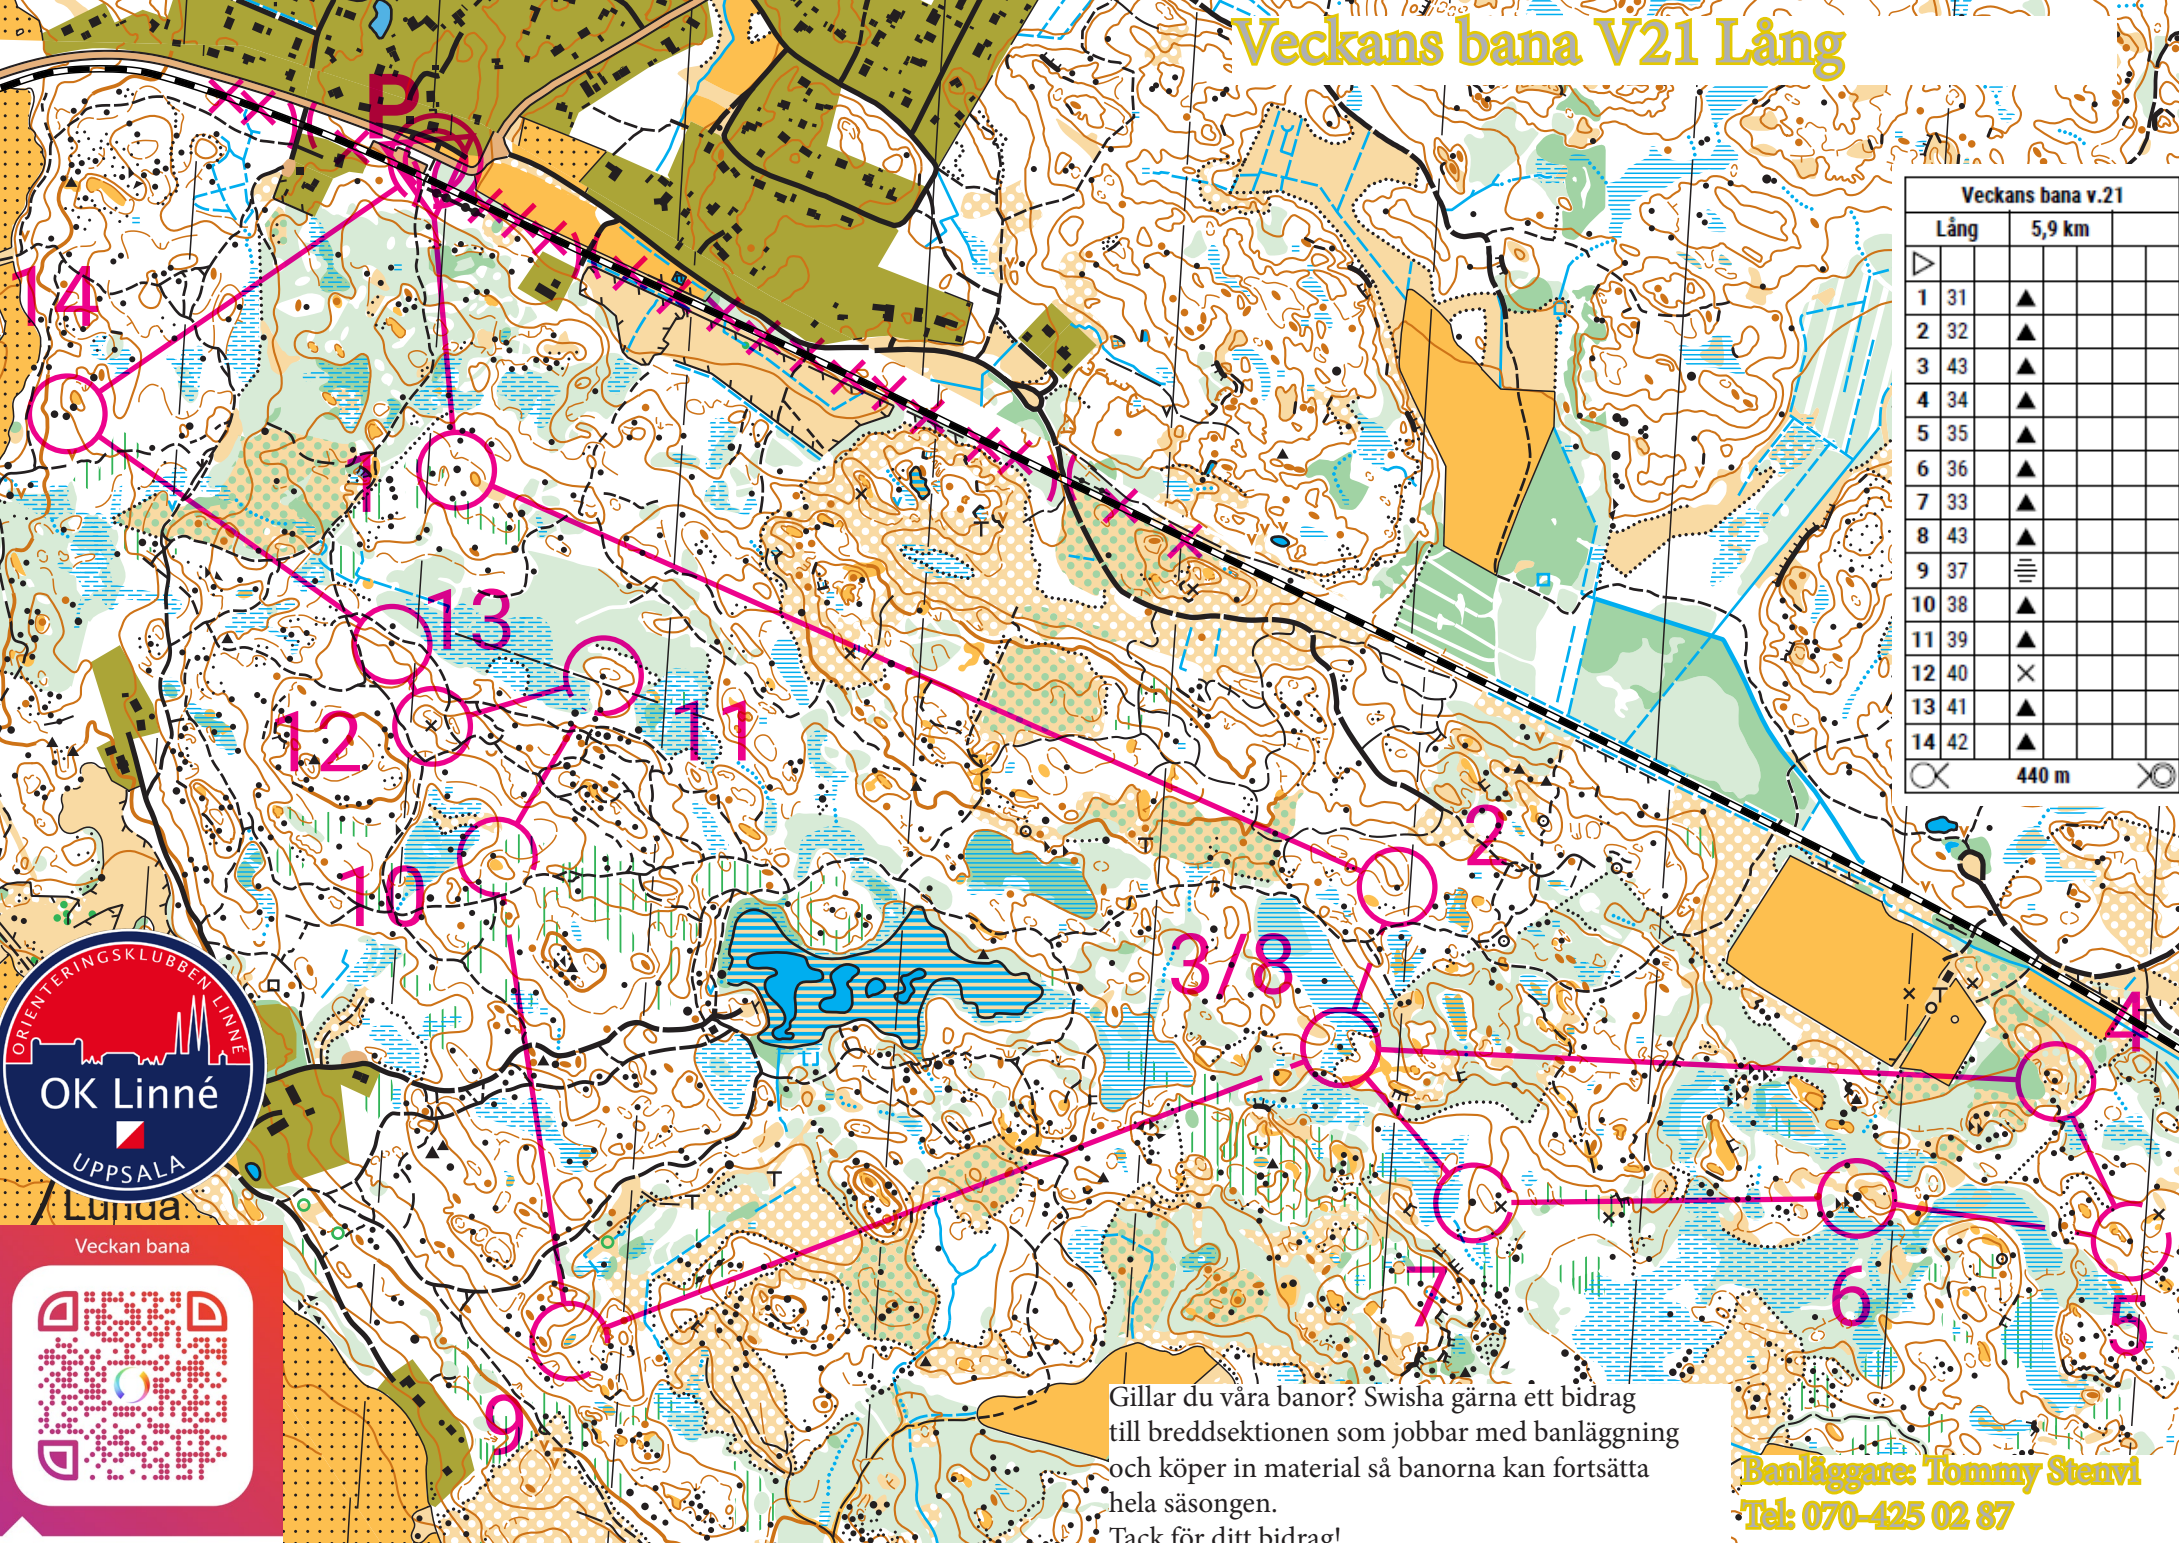 Veckans bana V21 Lång
P
Veckans bana v.21
Lång 5,9 km
1 31
2 32
3 43
4 34
5 35
6 36
7 33
8 43
9 37
10 38
11 39
12 40
13 41
14 42
440 m
14
1
13
12
11
10
2
3/8
4
9
7
6
5
ORIENTERINGSKLUBBEN LINNÉ
OK Linné
UPPSALA
Lunda
Veckan bana
Gillar du våra banor? Swisha gärna ett bidrag
till breddsektionen som jobbar med banläggning
och köper in material så banorna kan fortsätta
hela säsongen.
Tack för ditt bidrag!
Banläggare: Tommy Stenvi
Tel: 070-425 02 87